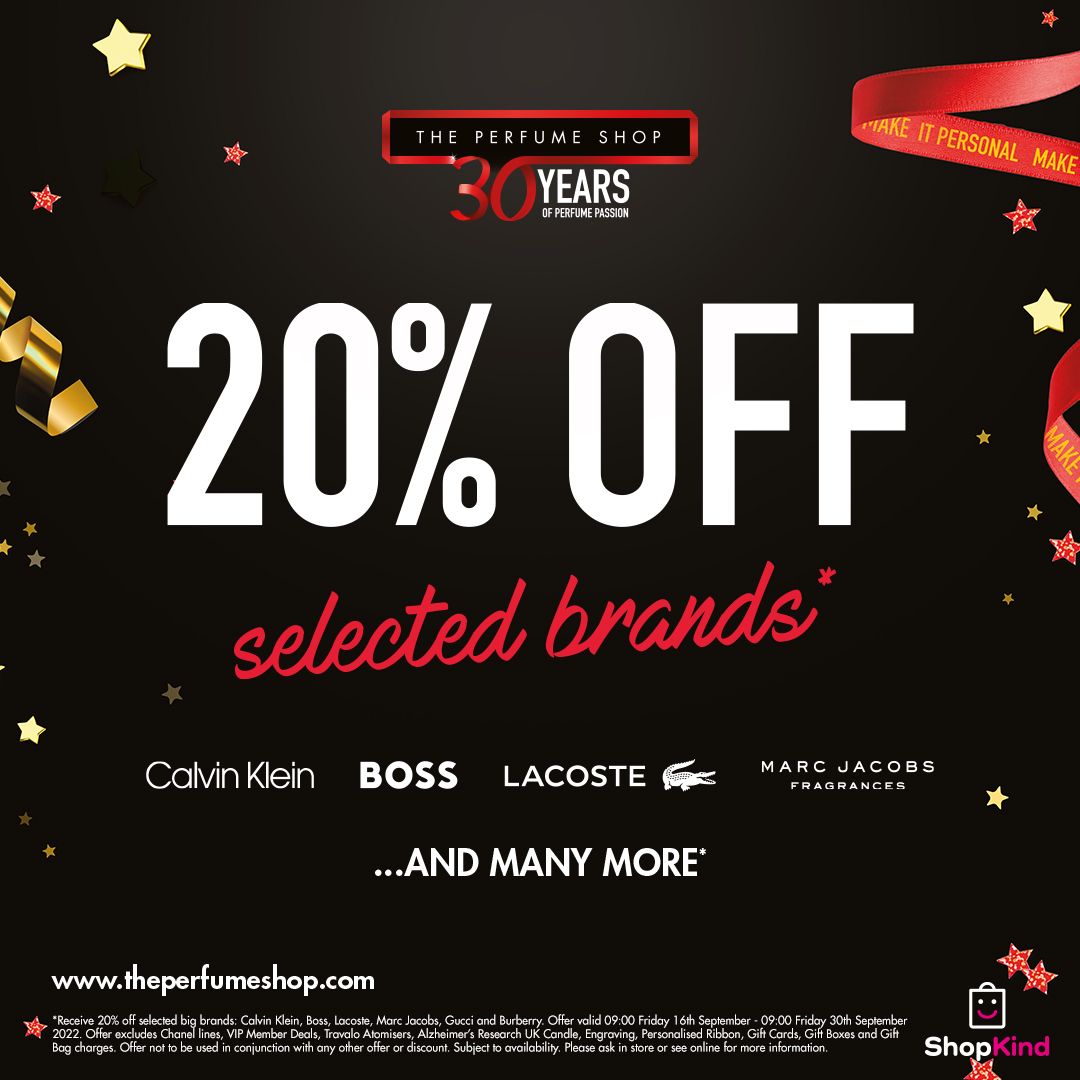 THE PERFUME SHOP
30 YEARS
OF PERFUME PASSION
MAKE IT PERSONAL MAKE
20% OFF
selected brands*
MAKE
Calvin Klein BOSS LACOSTE MARC JACOBS
FRAGRANCES
...AND MANY MORE*
www.theperfumeshop.com
*Receive 20% off selected big brands: Calvin Klein, Boss, Lacoste, Marc Jacobs, Gucci and Burberry. Offer valid 09:00 Friday 16th September - 09:00 Friday 30th September
2022. Offer excludes Chanel lines, VIP Member Deals, Travalo Atomisers, Alzheimer's Research UK Candle, Engraving, Personalised Ribbon, Gift Cards, Gift Boxes and Gift
Bag charges. Offer not to be used in conjunction with any other offer or discount. Subject to availability. Please ask in store or see online for more information.
ShopKind